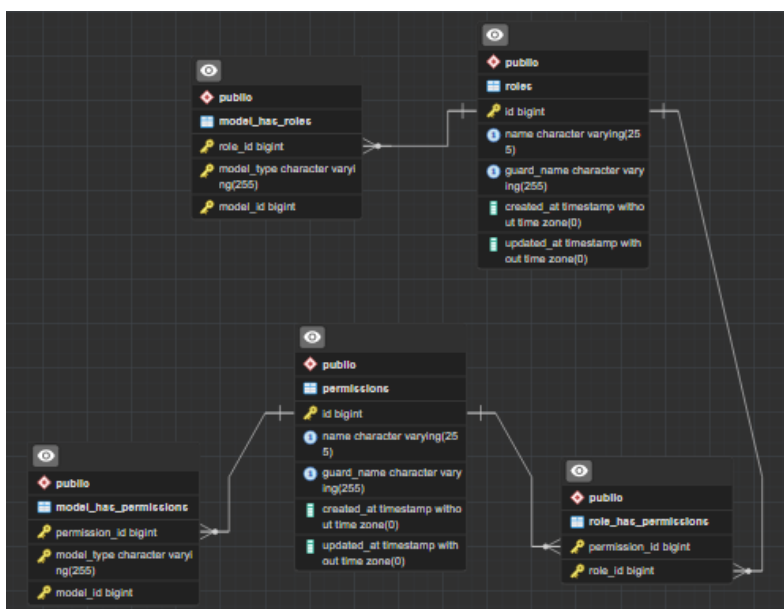 public
roles
id bigint
name character varying(25
5)
guard_name character var
ying(255)
created_at timestamp witho
ut time zone(0)
updated_at timestamp with
out time zone(0)
public
model_has_roles
role_id bigint
model_type character varyi
ng(255)
model_id bigint
public
permissions
id bigint
name character varying(25
5)
guard_name character var
ying(255)
created_at timestamp witho
ut time zone(0)
updated_at timestamp with
out time zone(0)
public
model_has_permissions
permission_id bigint
model_type character varyi
ng(255)
model_id bigint
public
role_has_permissions
permission_id bigint
role_id bigint